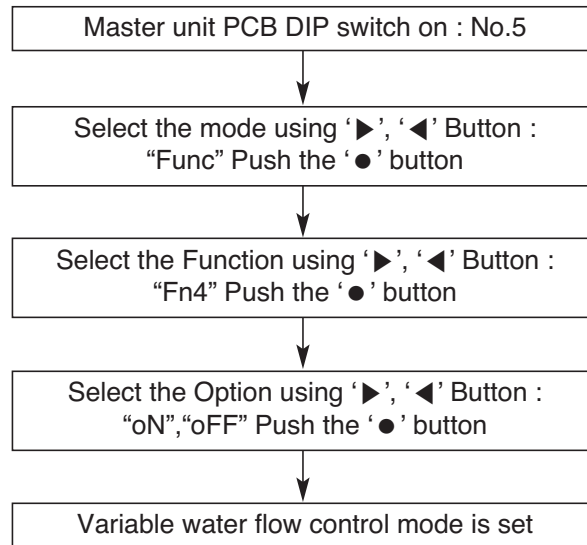 Master unit PCB DIP switch on : No.5
Select the mode using ‘▶’, ‘◀’ Button :
“Func” Push the ‘●’ button
Select the Function using ‘▶’, ‘◀’ Button :
“Fn4” Push the ‘●’ button
Select the Option using ‘▶’, ‘◀’ Button :
“oN”,“oFF” Push the ‘●’ button
Variable water flow control mode is set